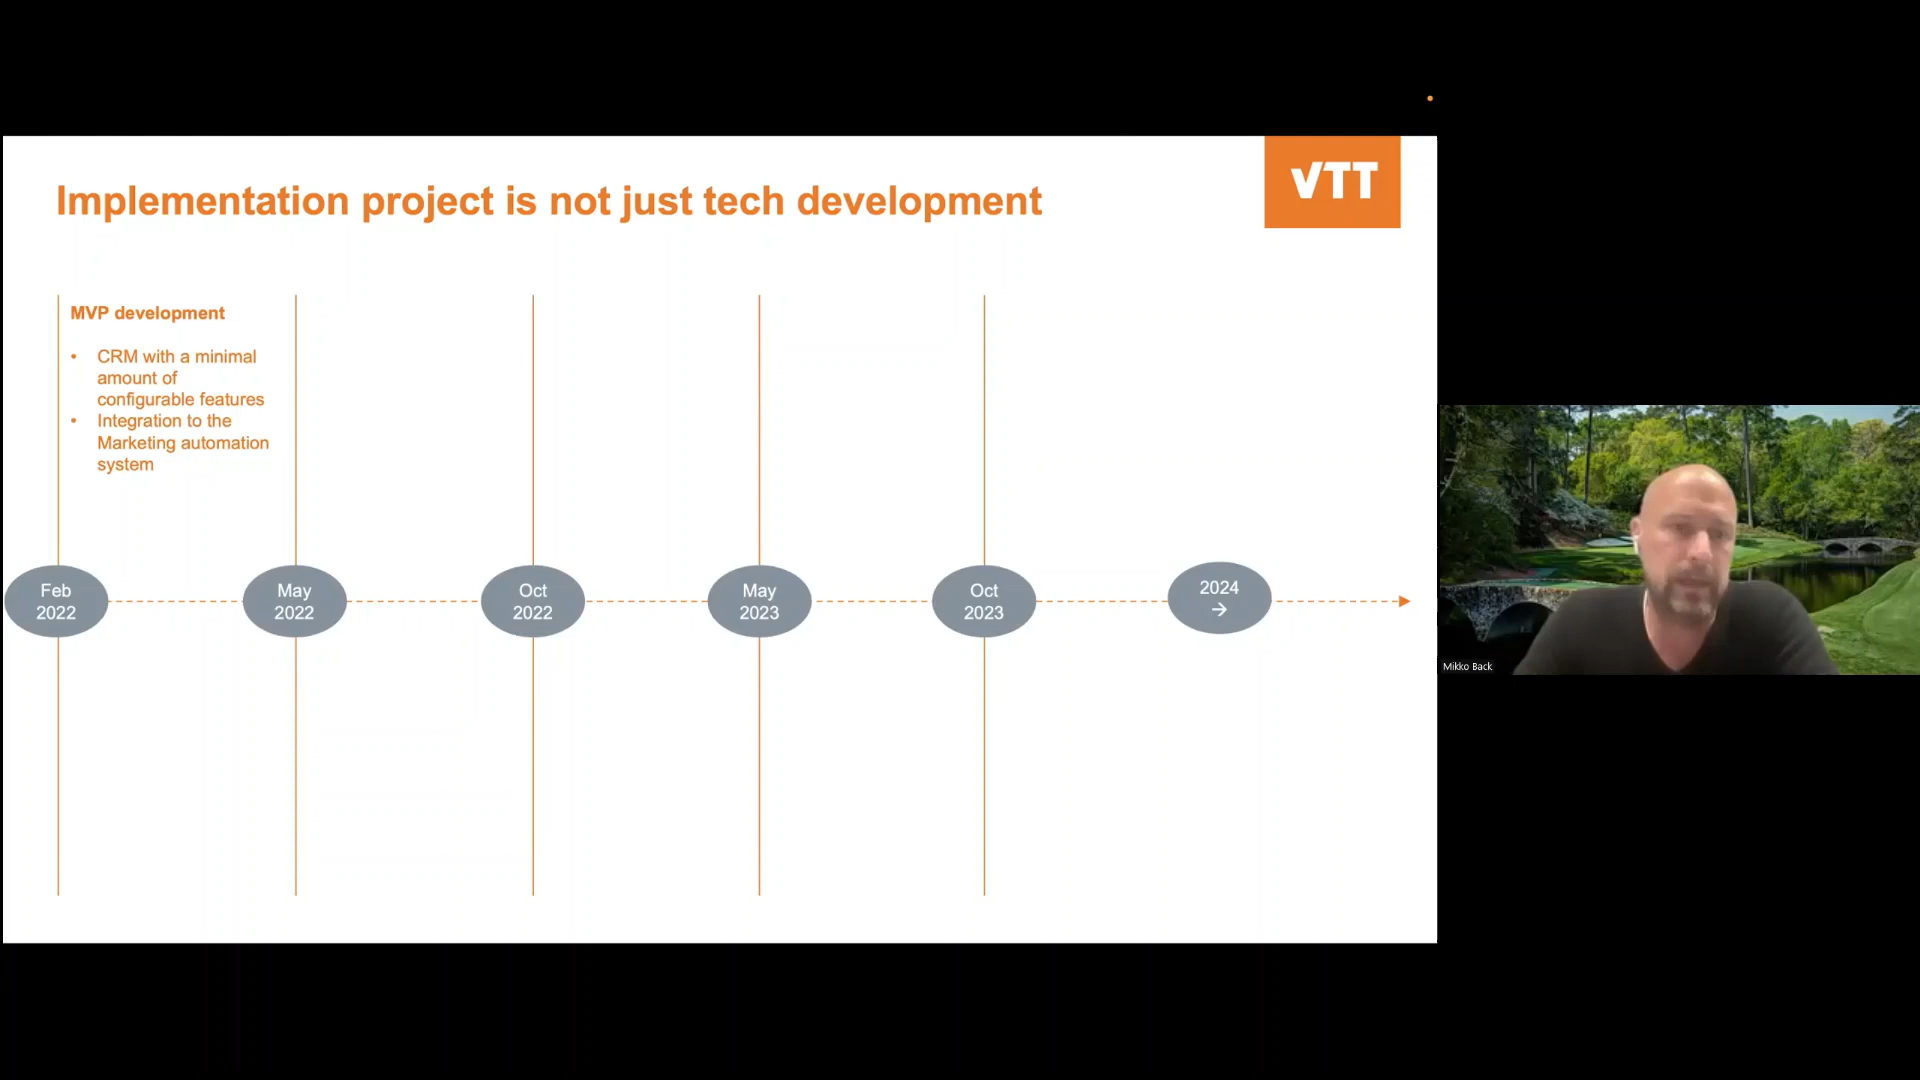 VTT
Implementation project is not just tech development
MVP development
• CRM with a minimal
amount of
configurable features
• Integration to the
Marketing automation
system
Feb
2022
May
2022
Oct
2022
May
2023
Oct
2023
2024
→
Mikko Back